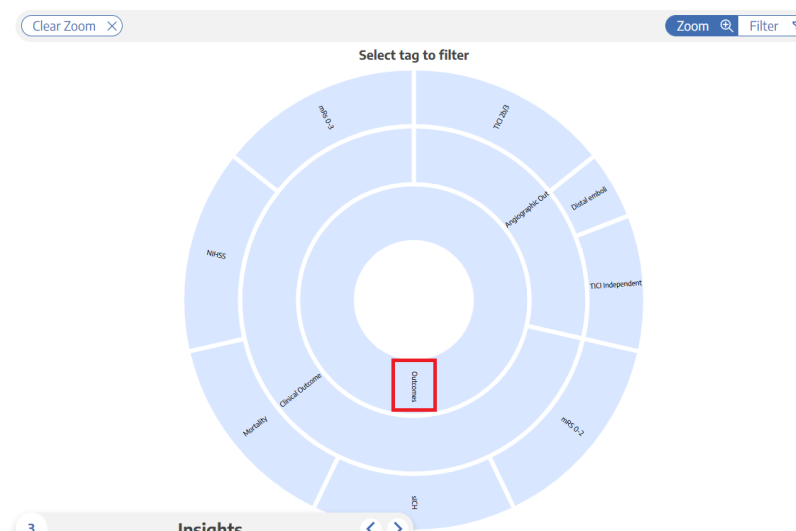 Clear Zoom
Zoom
Filter
Select tag to filter
mRs 0-3
TICI 2b/3
Distal emboli
Angiographic Out
NIHSS
TICI Independent
Outcomes
Clinical Outcome
Mortality
mRS 0-2
sICH
3
Insights